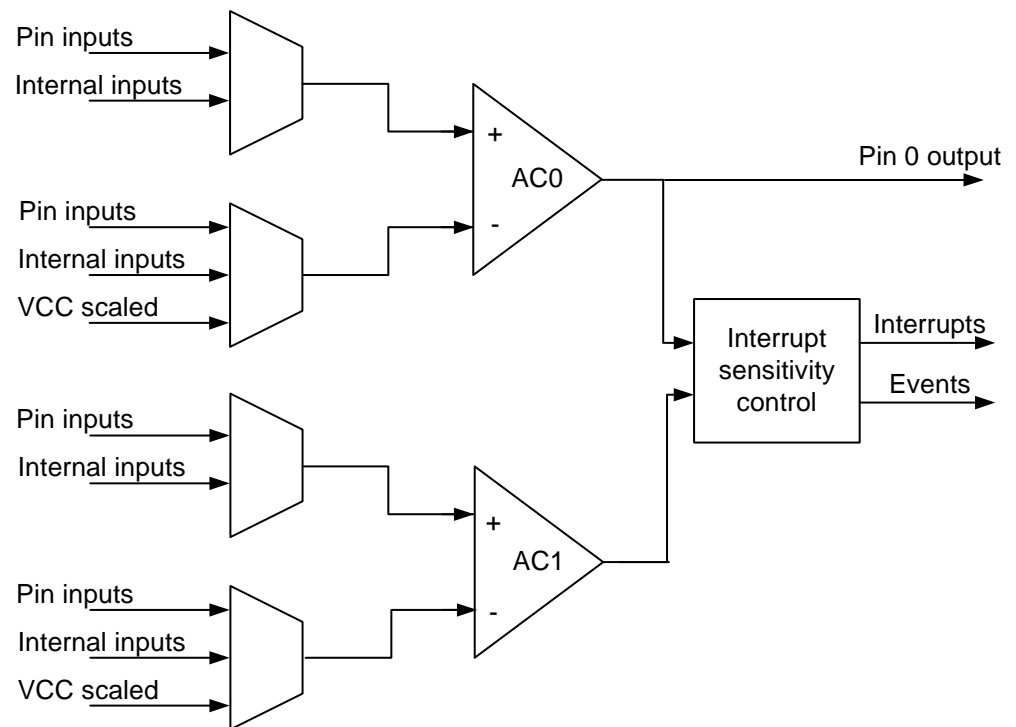 Pin inputs
Internal inputs
+
AC0
-
Pin 0 output
Pin inputs
Internal inputs
VCC scaled
Interrupt
sensitivity
control
Interrupts
Events
Pin inputs
Internal inputs
+
AC1
-
Pin inputs
Internal inputs
VCC scaled